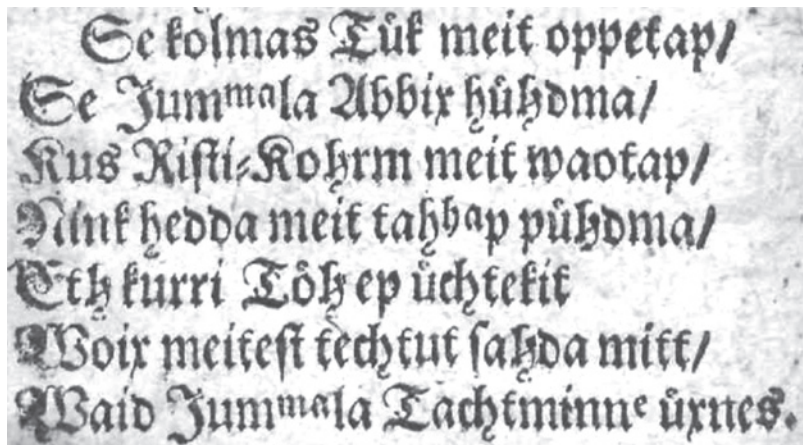 Se kolmas Tük meit oppetap/
Se Jummala Abbix hühdma/
Kus Risti-Kohrm meit waotap/
Nink hedda meit tahhap pühdma/
Eth kurri Töh ep üchtekit
Woix meitest techtut sahda mitt/
Waid Jummala Tachtminne üxnes.